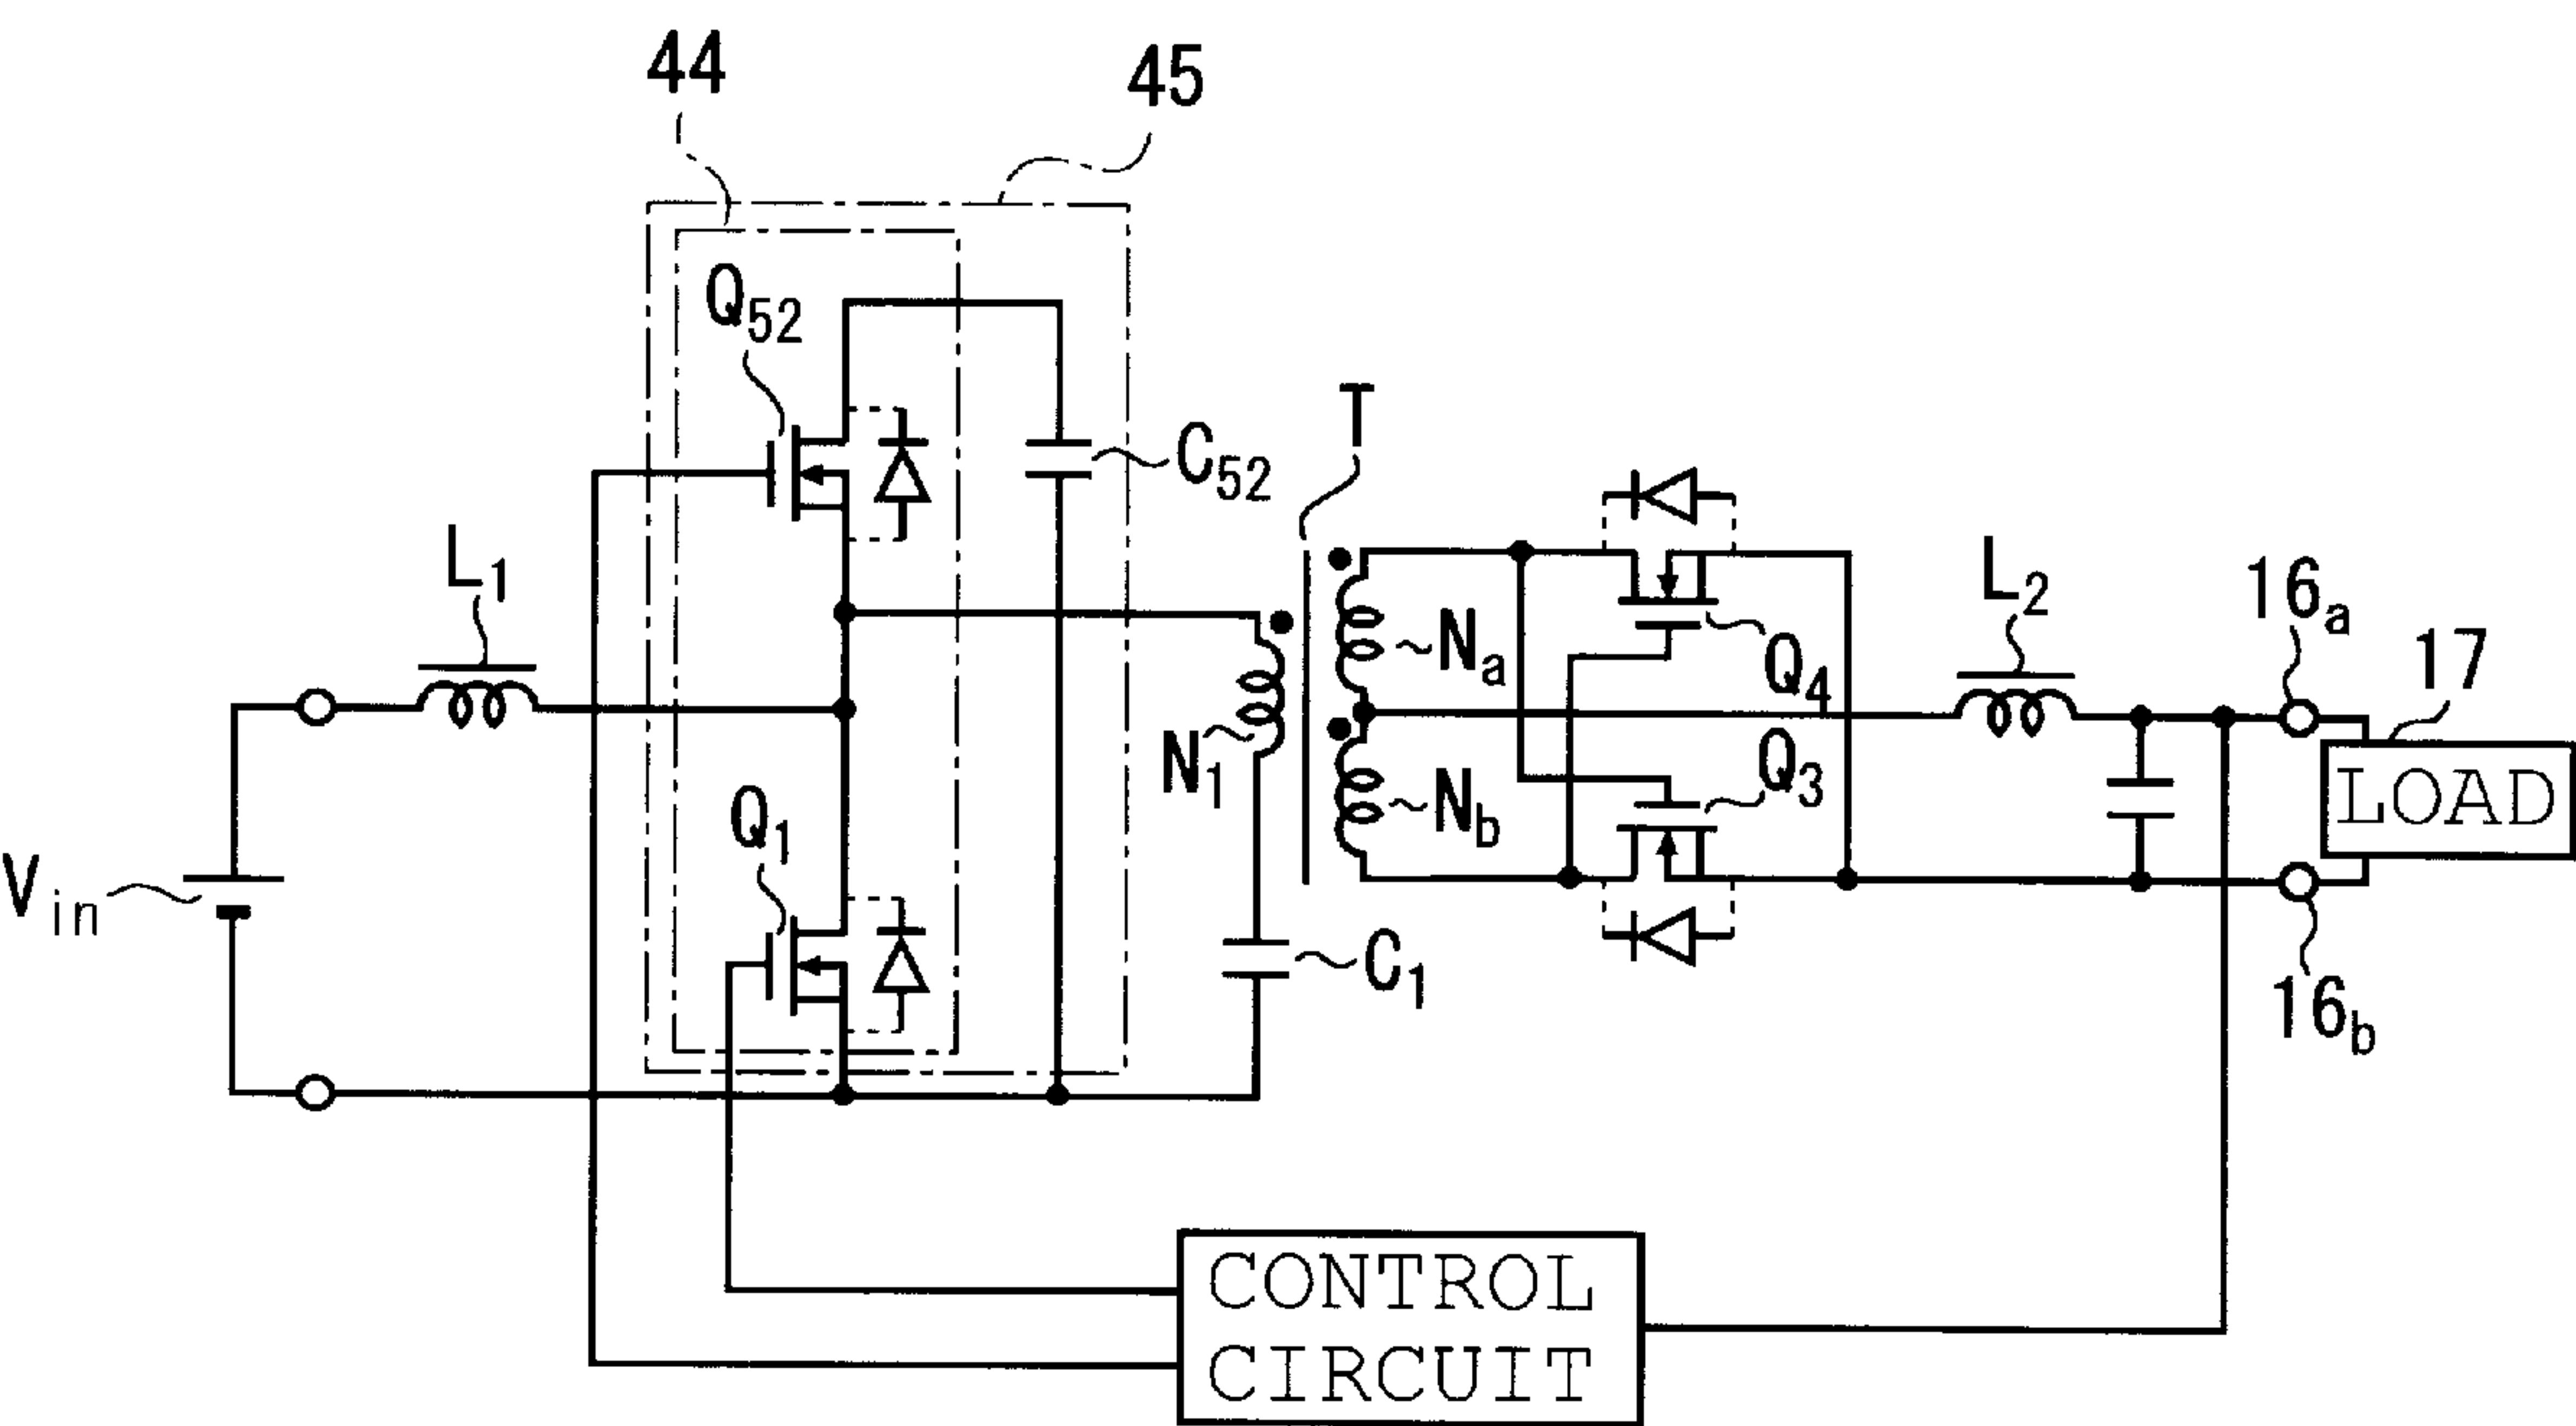 44
45
Q52
C52
T
L1
Na
Q4
L2
16a
17
N1
Nb
Q3
LOAD
Q1
Vin
C1
16b
CONTROL
CIRCUIT